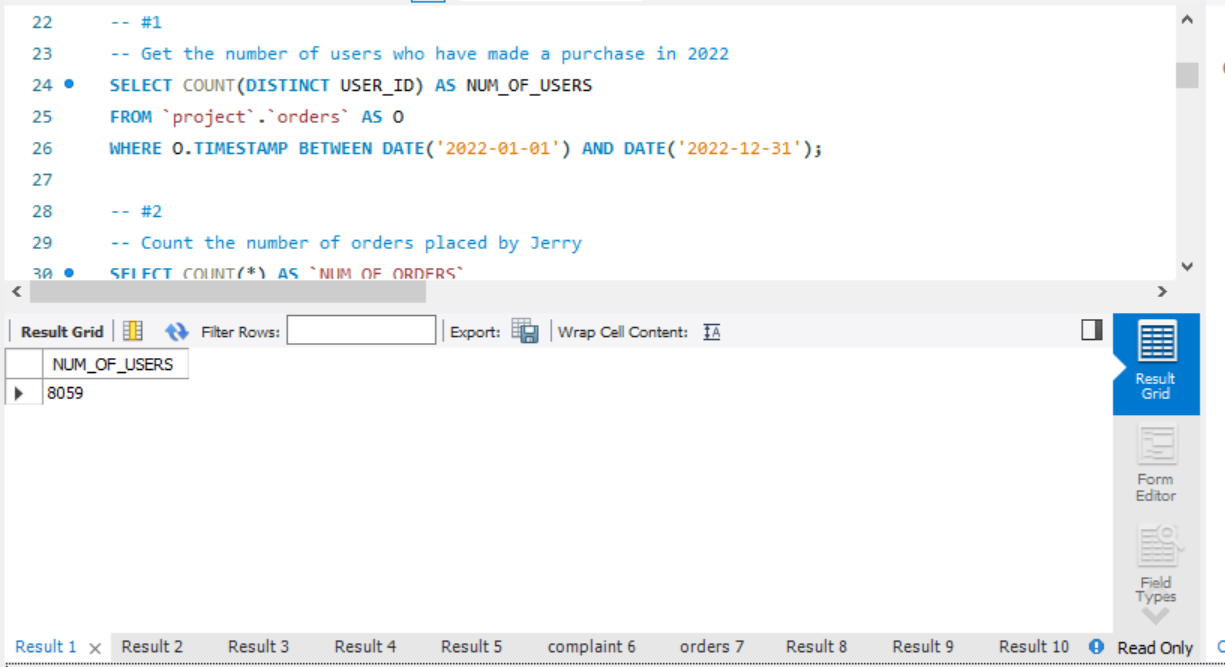 22 -- #1
23 -- Get the number of users who have made a purchase in 2022
24 SELECT COUNT(DISTINCT USER_ID) AS NUM_OF_USERS
25 FROM `project`.`orders` AS O
26 WHERE O.TIMESTAMP BETWEEN DATE('2022-01-01') AND DATE('2022-12-31');
27
28 -- #2
29 -- Count the number of orders placed by Jerry
30 SELECT COUNT(*) AS `NUM_OF_ORDERS`
Result Grid Filter Rows: Export: Wrap Cell Content: IA
NUM_OF_USERS
8059
Result
Grid
Form
Editor
Field
Types
Result 1 Result 2 Result 3 Result 4 Result 5 complaint 6 orders 7 Result 8 Result 9 Result 10 Read Only